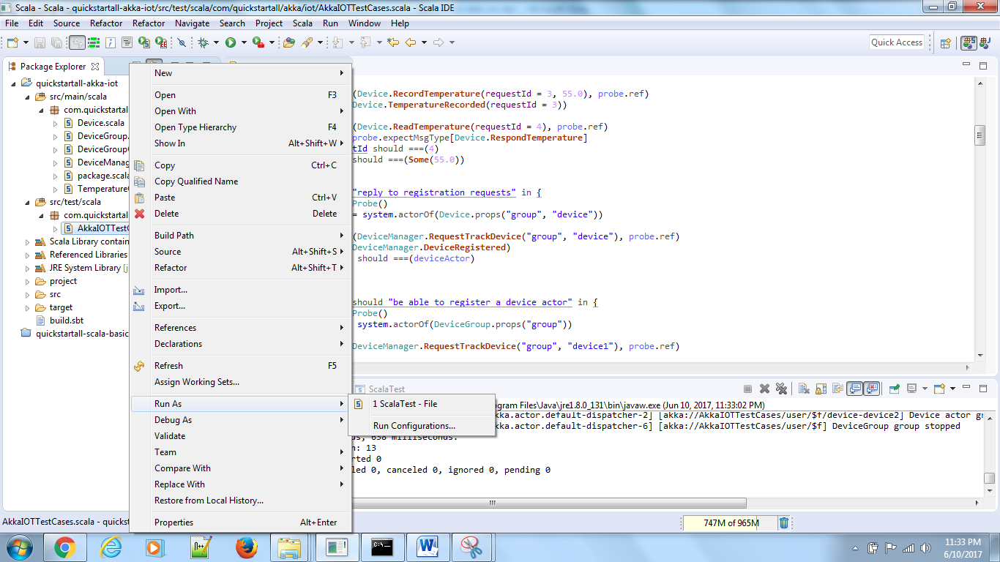 Scala - Scala - quickstartall-akka-iot/src/test/scala/com/quickstartall/akka/iot/AkkaIOTTestCases.scala - Scala IDE
File Edit Source Refactor Refactor Navigate Search Project Scala Run Window Help
Quick Access
Package Explorer
quickstartall-akka-iot
src/main/scala
com.quickstartal
Device.scala
DeviceGroup.
DeviceGroup
DeviceManag
package.scala
Temperature
src/test/scala
com.quickstartal
AkkaIOTTest
Scala Library contain
Referenced Libraries
JRE System Library [j
project
src
target
build.sbt
quickstartall-scala-basic
New
Open F3
Open With
Open Type Hierarchy F4
Show In Alt+Shift+W
Copy Ctrl+C
Copy Qualified Name
Paste Ctrl+V
Delete Delete
Build Path
Source Alt+Shift+S
Refactor Alt+Shift+T
Import...
Export...
References
Declarations
Refresh F5
Assign Working Sets...
Run As
Debug As
Validate
Team
Compare With
Replace With
Restore from Local History...
Properties Alt+Enter
1 ScalaTest - File
Run Configurations...
(Device.RecordTemperature(requestId = 3, 55.0), probe.ref)
Device.TemperatureRecorded(requestId = 3))
(Device.ReadTemperature(requestId = 4), probe.ref)
probe.expectMsgType[Device.RespondTemperature]
tId should ===(4)
should ===(Some(55.0))
"reply to registration requests" in {
Probe()
= system.actorOf(Device.props("group", "device"))
(DeviceManager.RequestTrackDevice("group", "device"), probe.ref)
DeviceManager.DeviceRegistered)
should ===(deviceActor)
should "be able to register a device actor" in {
Probe()
system.actorOf(DeviceGroup.props("group"))
DeviceManager.RequestTrackDevice("group", "device1"), probe.ref)
ScalaTest
gram Files\Java\jre1.8.0_131\bin\javaw.exe (Jun 10, 2017, 11:33:02 PM)
kka.actor.default-dispatcher-2] [akka://AkkaIOTTestCases/user/$f/device-device2] Device actor gr
kka.actor.default-dispatcher-6] [akka://AkkaIOTTestCases/user/$f] DeviceGroup group stopped
ds, 658 milliseconds.
n: 13
rted 0
led 0, canceled 0, ignored 0, pending 0
AkkaIOTTestCases.scala - quickst
747M of 965M
11:33 PM
6/10/2017